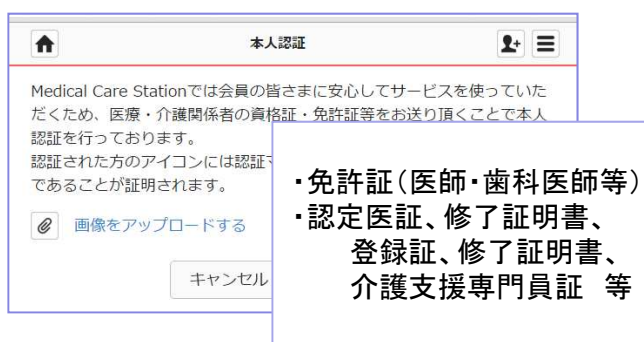 本人認証
Medical Care Stationでは会員の皆さまに安心してサービスを使っていた
だくため、医療・介護関係者の資格証・免許証等をお送り頂くことで本人
認証を行っております。
認証された方のアイコンには認証
であることが証明されます。
画像をアップロードする
キャンセル
・免許証(医師・歯科医師等)
・認定医証、修了証明書、
登録証、修了証明書、
介護支援専門員証 等